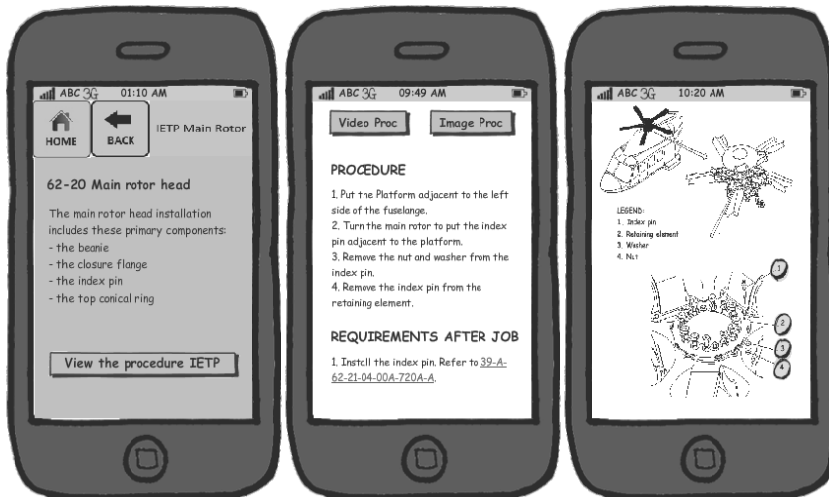 ABC 3G 01:10 AM
HOME
BACK
IETP Main Rotor
62-20 Main rotor head
The main rotor head installation
includes these primary components:
- the beanie
- the closure flange
- the index pin
- the top conical ring
View the procedure IETP
ABC 3G 09:49 AM
Video Proc Image Proc
PROCEDURE
1. Put the Platform adjacent to the left
side of the fuselange.
2. Turn the main rotor to put the index
pin adjacent to the platform.
3. Remove the nut and washer from the
index pin.
4. Remove the index pin from the
retaining element.
REQUIREMENTS AFTER JOB
1. Install the index pin. Refer to 39-A-
62-21-04-00A-720A-A.
ABC 3G 10:20 AM
LEGEND:
1. Index pin
2. Retaining element
3. Washer
4. Nut
1
2
3
4